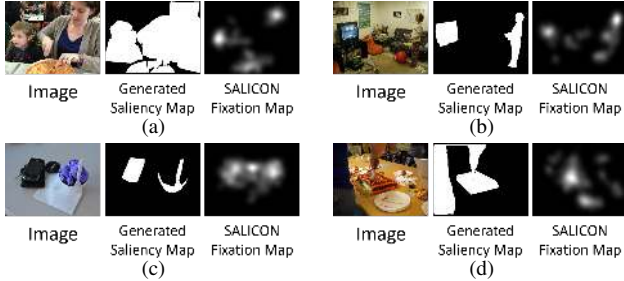 Image Generated Saliency Map SALICON Fixation Map
(a)
Image Generated Saliency Map SALICON Fixation Map
(b)
Image Generated Saliency Map SALICON Fixation Map
(c)
Image Generated Saliency Map SALICON Fixation Map
(d)